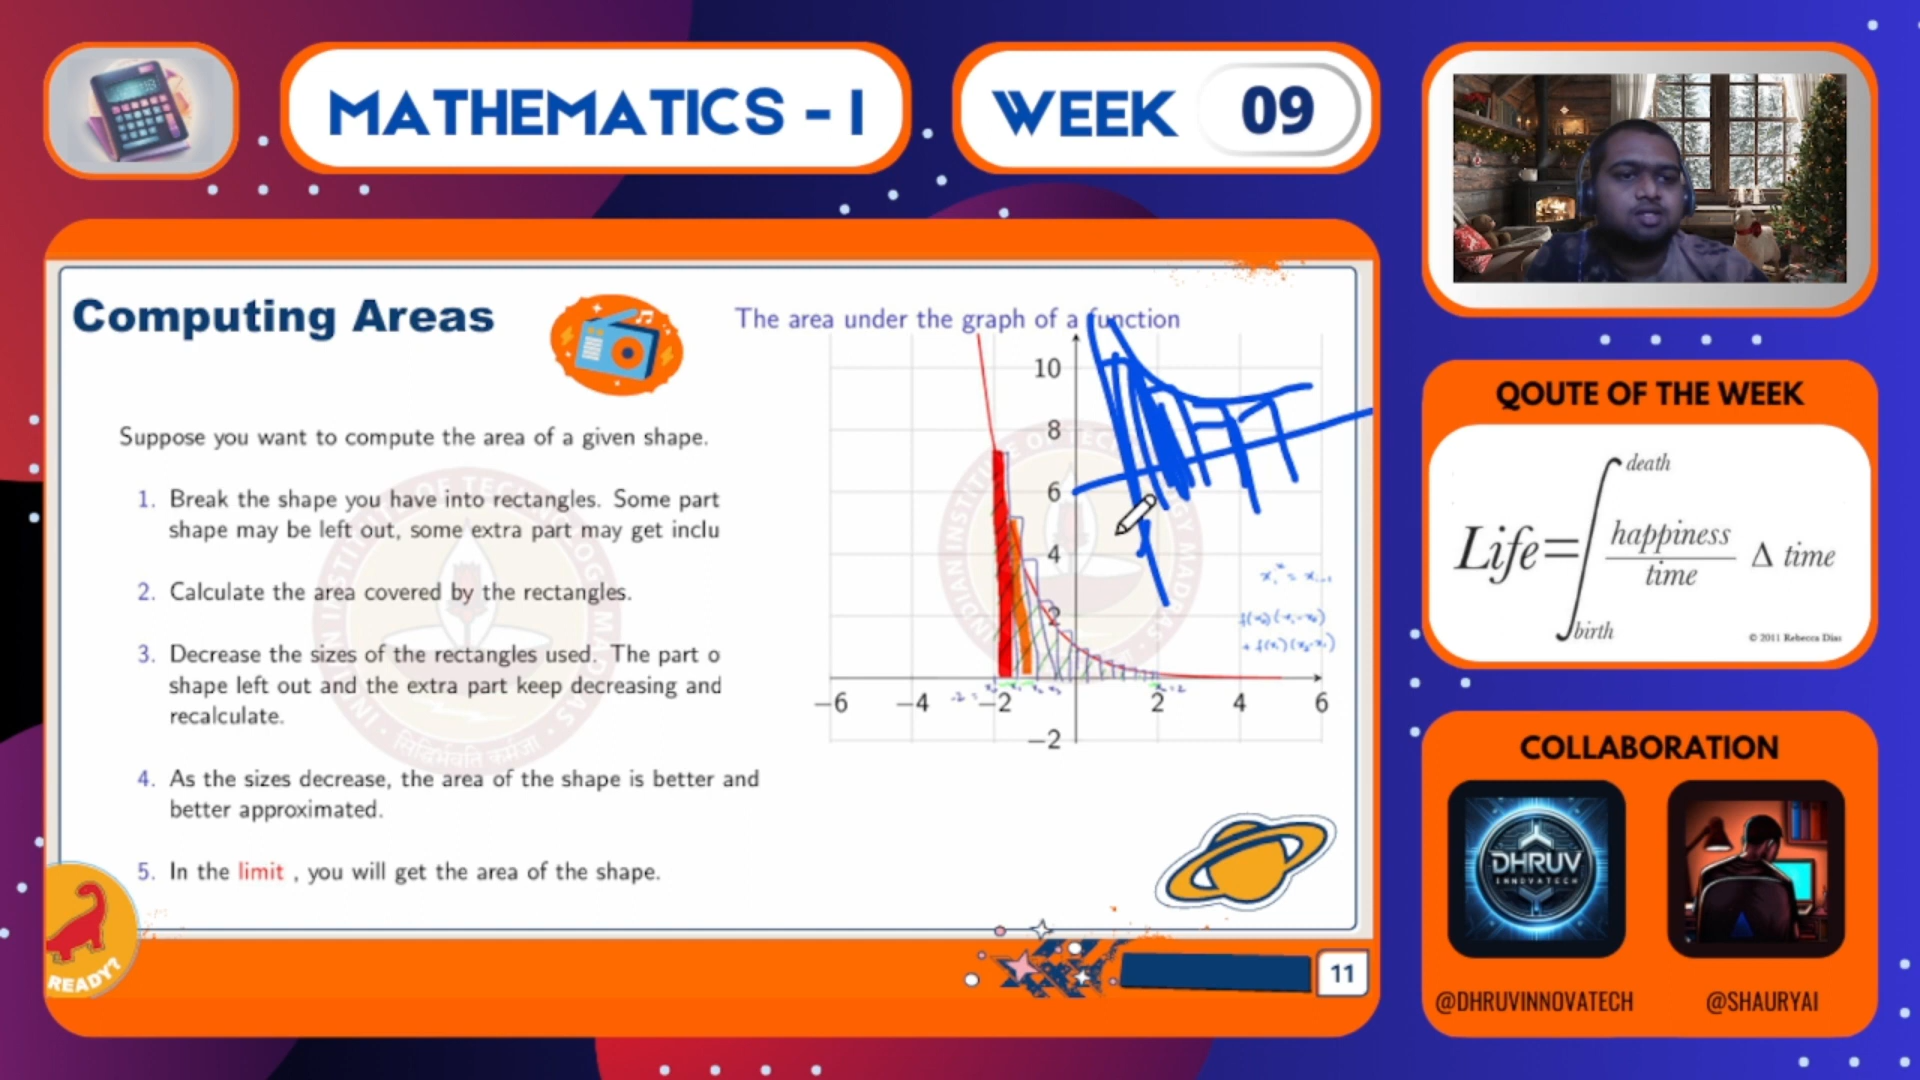 MATHEMATICS - I
WEEK 09
Computing Areas
The area under the graph of a function
Suppose you want to compute the area of a given shape.
1. Break the shape you have into rectangles. Some part
shape may be left out, some extra part may get inclu
2. Calculate the area covered by the rectangles.
3. Decrease the sizes of the rectangles used. The part o
shape left out and the extra part keep decreasing and
recalculate.
4. As the sizes decrease, the area of the shape is better and
better approximated.
5. In the limit , you will get the area of the shape.
10
8
6
4
2
−6 −4 −2 2 4 6
−2
READY?
11
QOUTE OF THE WEEK
death
Life= ∫ happiness
time
Δ time
birth
© 2011 Rebecca Dias
COLLABORATION
DHRUV
INNOVATECH
@DHRUVINNOVATECH
@SHAURYAI